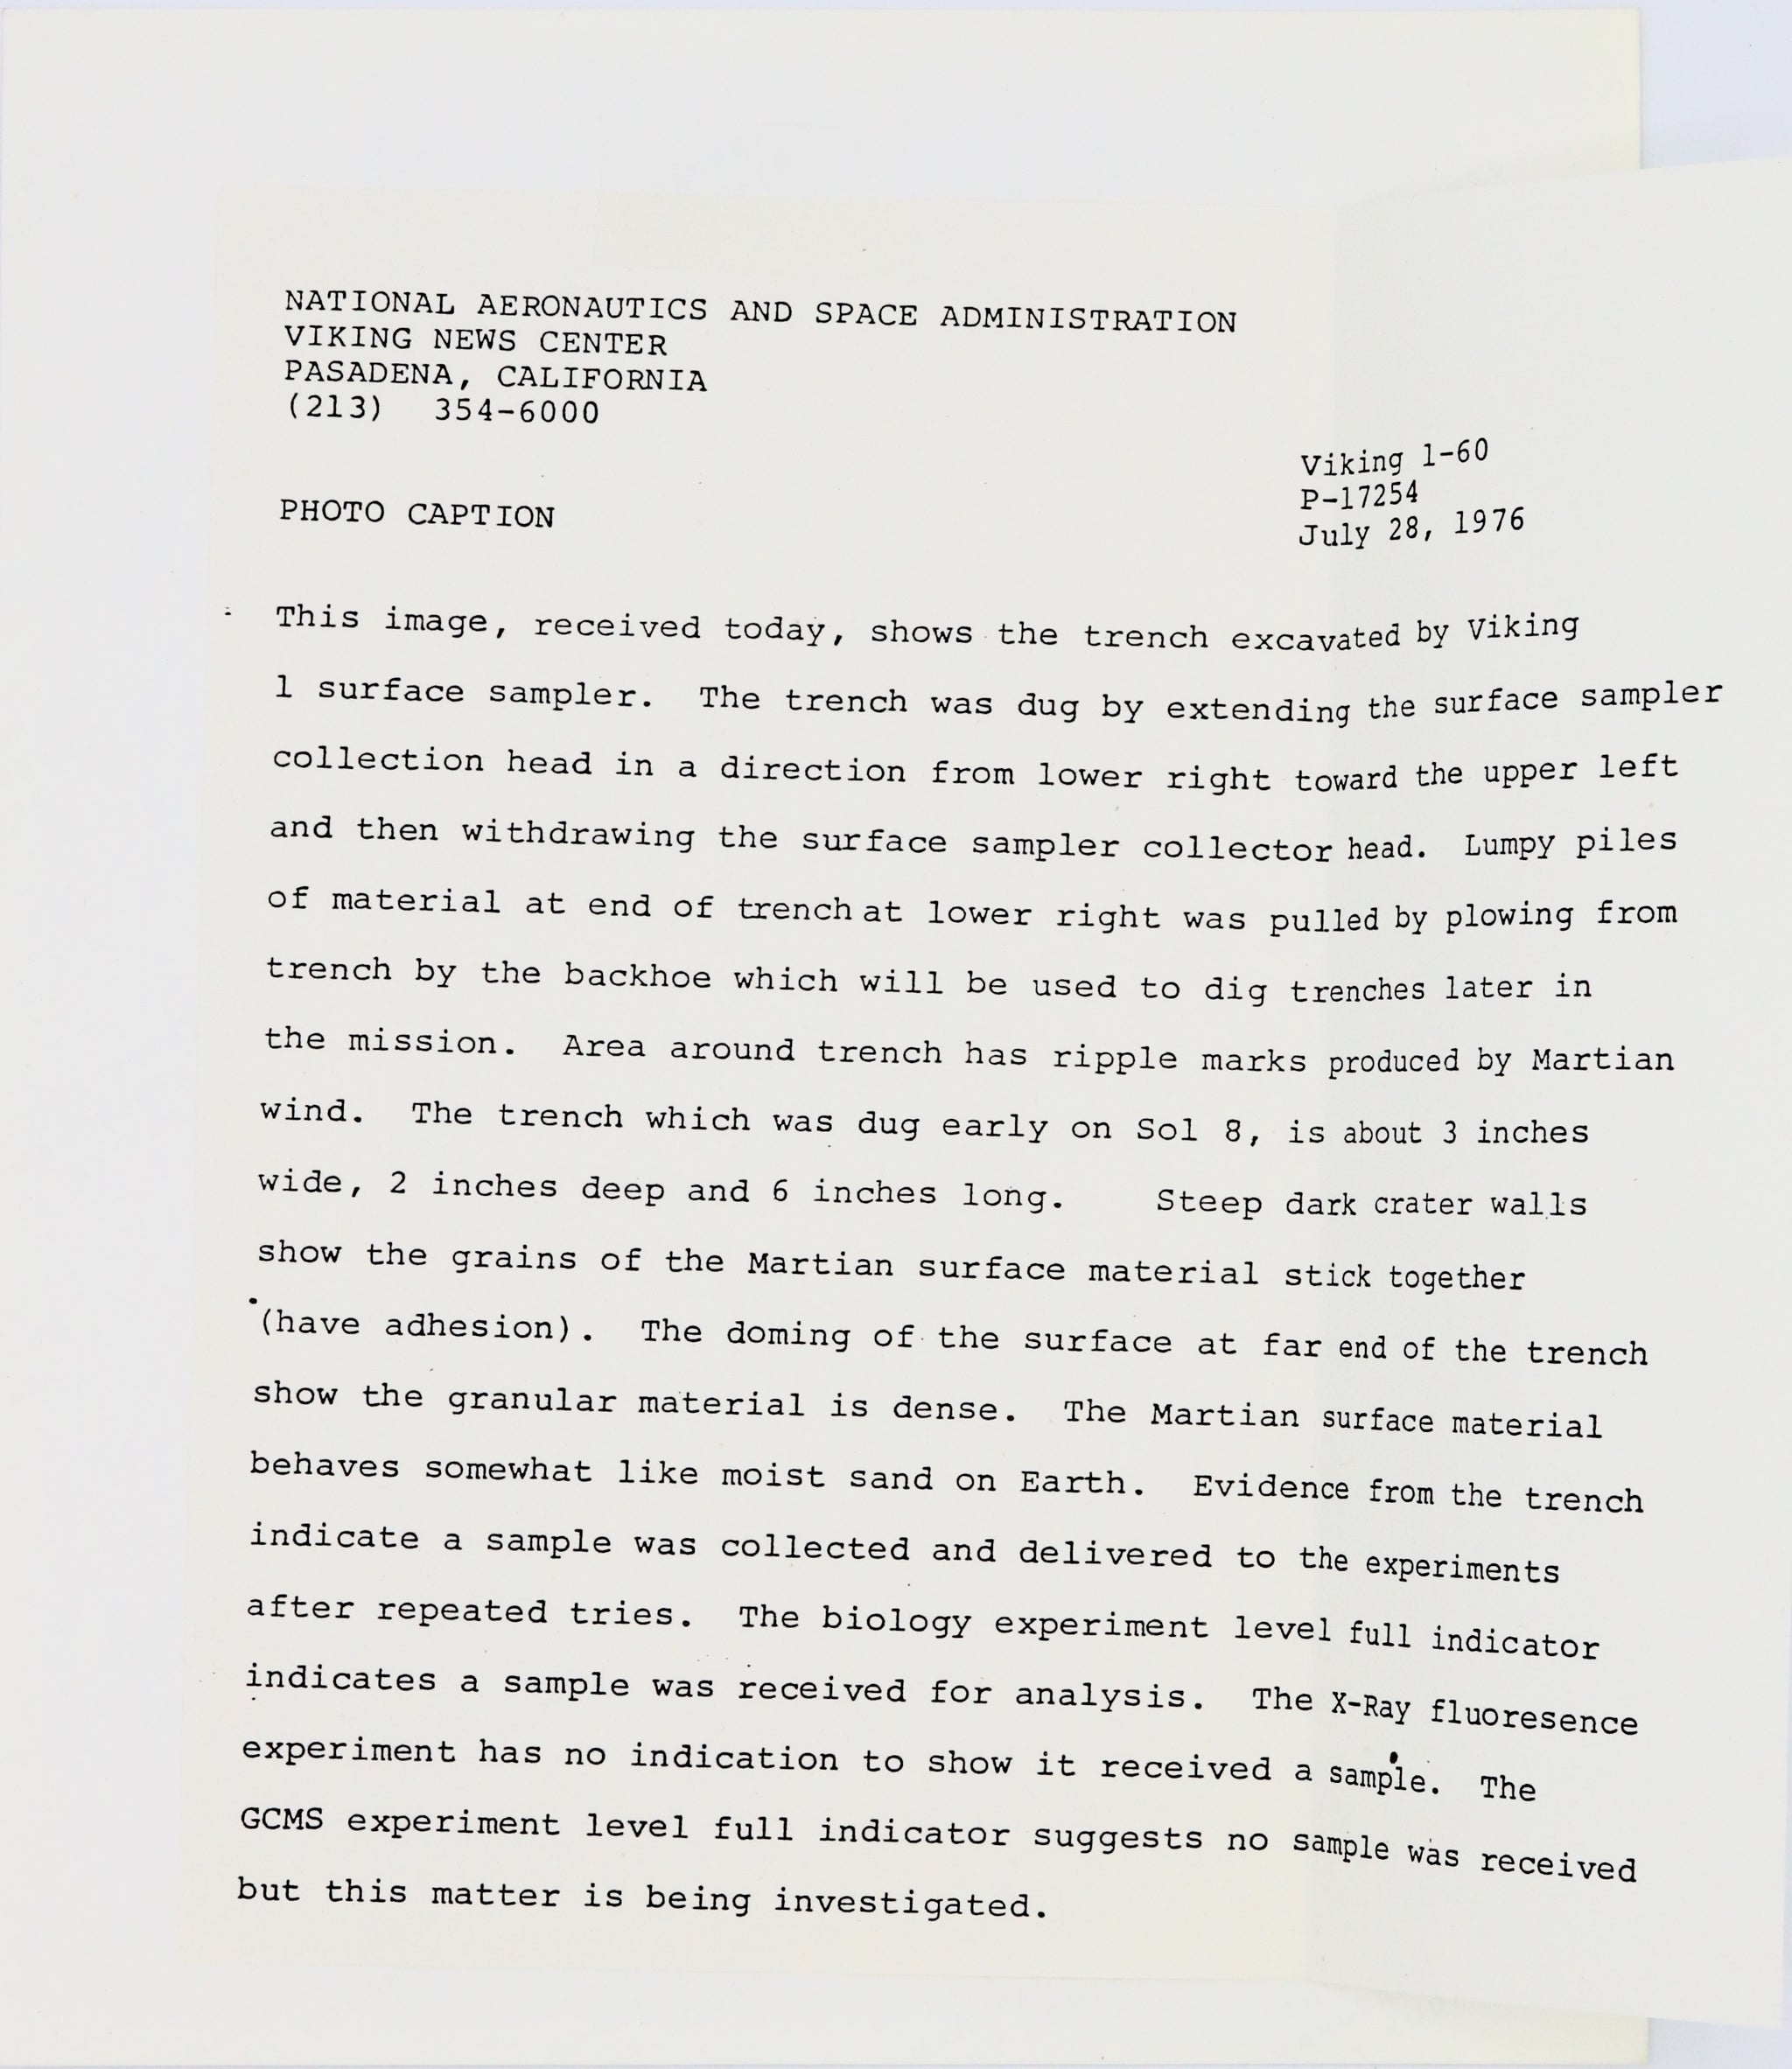 NATIONAL AERONAUTICS AND SPACE ADMINISTRATION
VIKING NEWS CENTER
PASADENA, CALIFORNIA
(213) 354-6000
Viking 1-60
P-17254
July 28, 1976
PHOTO CAPTION
This image, received today, shows the trench excavated by Viking
1 surface sampler. The trench was dug by extending the surface sampler
collection head in a direction from lower right toward the upper left
and then withdrawing the surface sampler collector head. Lumpy piles
of material at end of trench at lower right was pulled by plowing from
trench by the backhoe which will be used to dig trenches later in
the mission. Area around trench has ripple marks produced by Martian
wind. The trench which was dug early on Sol 8, is about 3 inches
wide, 2 inches deep and 6 inches long. Steep dark crater walls
show the grains of the Martian surface material stick together
(have adhesion). The doming of the surface at far end of the trench
show the granular material is dense. The Martian surface material
behaves somewhat like moist sand on Earth. Evidence from the trench
indicate a sample was collected and delivered to the experiments
after repeated tries. The biology experiment level full indicator
indicates a sample was received for analysis. The X-Ray fluoresence
experiment has no indication to show it received a sample. The
GCMS experiment level full indicator suggests no sample was received
but this matter is being investigated.